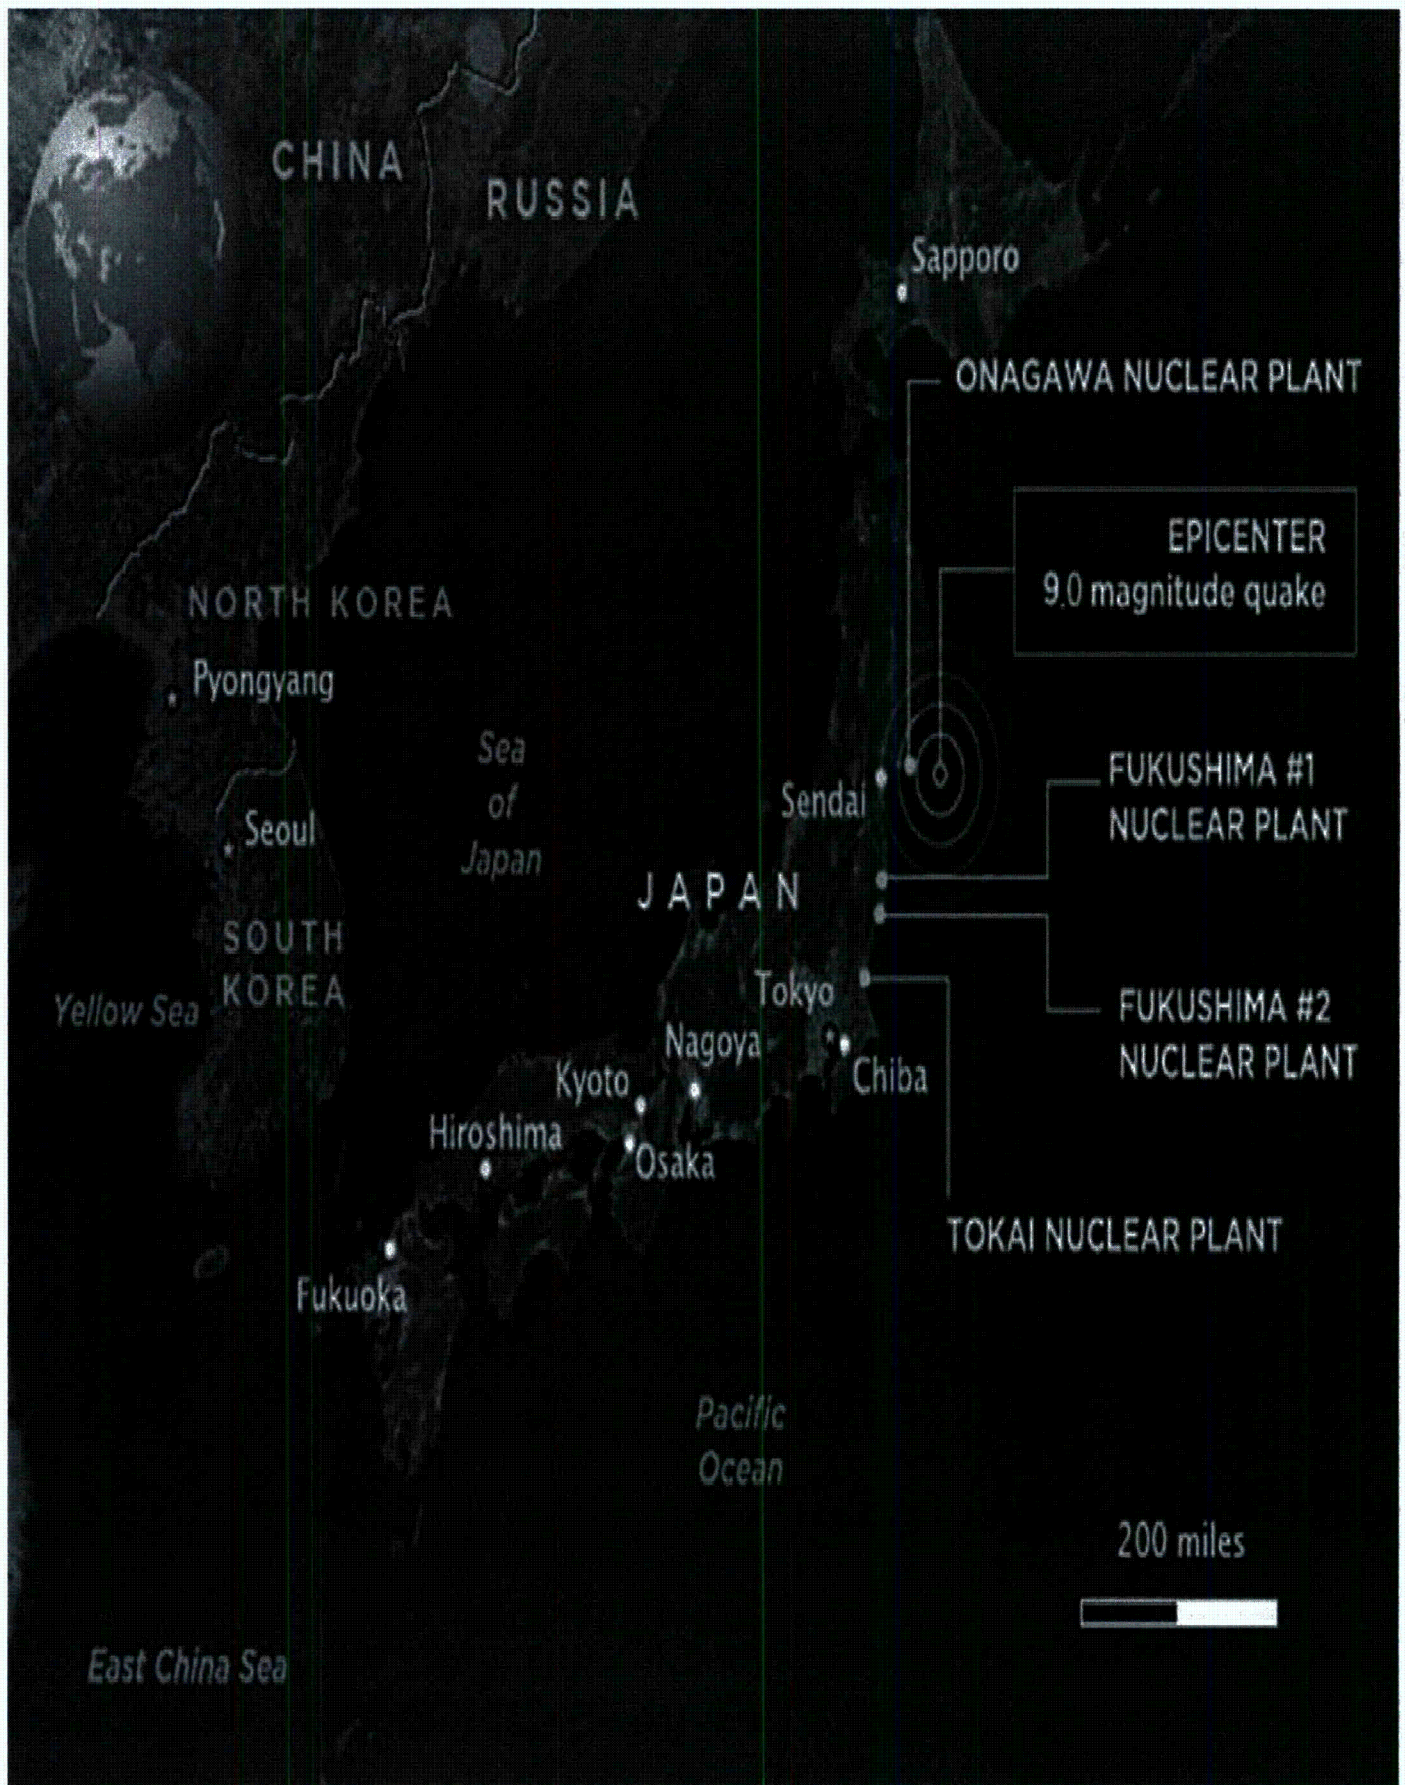 CHINA
RUSSIA
Sapporo
ONAGAWA NUCLEAR PLANT
EPICENTER
9.0 magnitude quake
NORTH KOREA
Pyongyang
Sea
of
Japan
FUKUSHIMA #1
NUCLEAR PLANT
Sendai
Seoul
JAPAN
SOUTH
KOREA
Yellow Sea
Tokyo
FUKUSHIMA #2
NUCLEAR PLANT
Nagoya
Kyoto
Chiba
Hiroshima
Osaka
TOKAI NUCLEAR PLANT
Fukuoka
Pacific
Ocean
200 miles
East China Sea